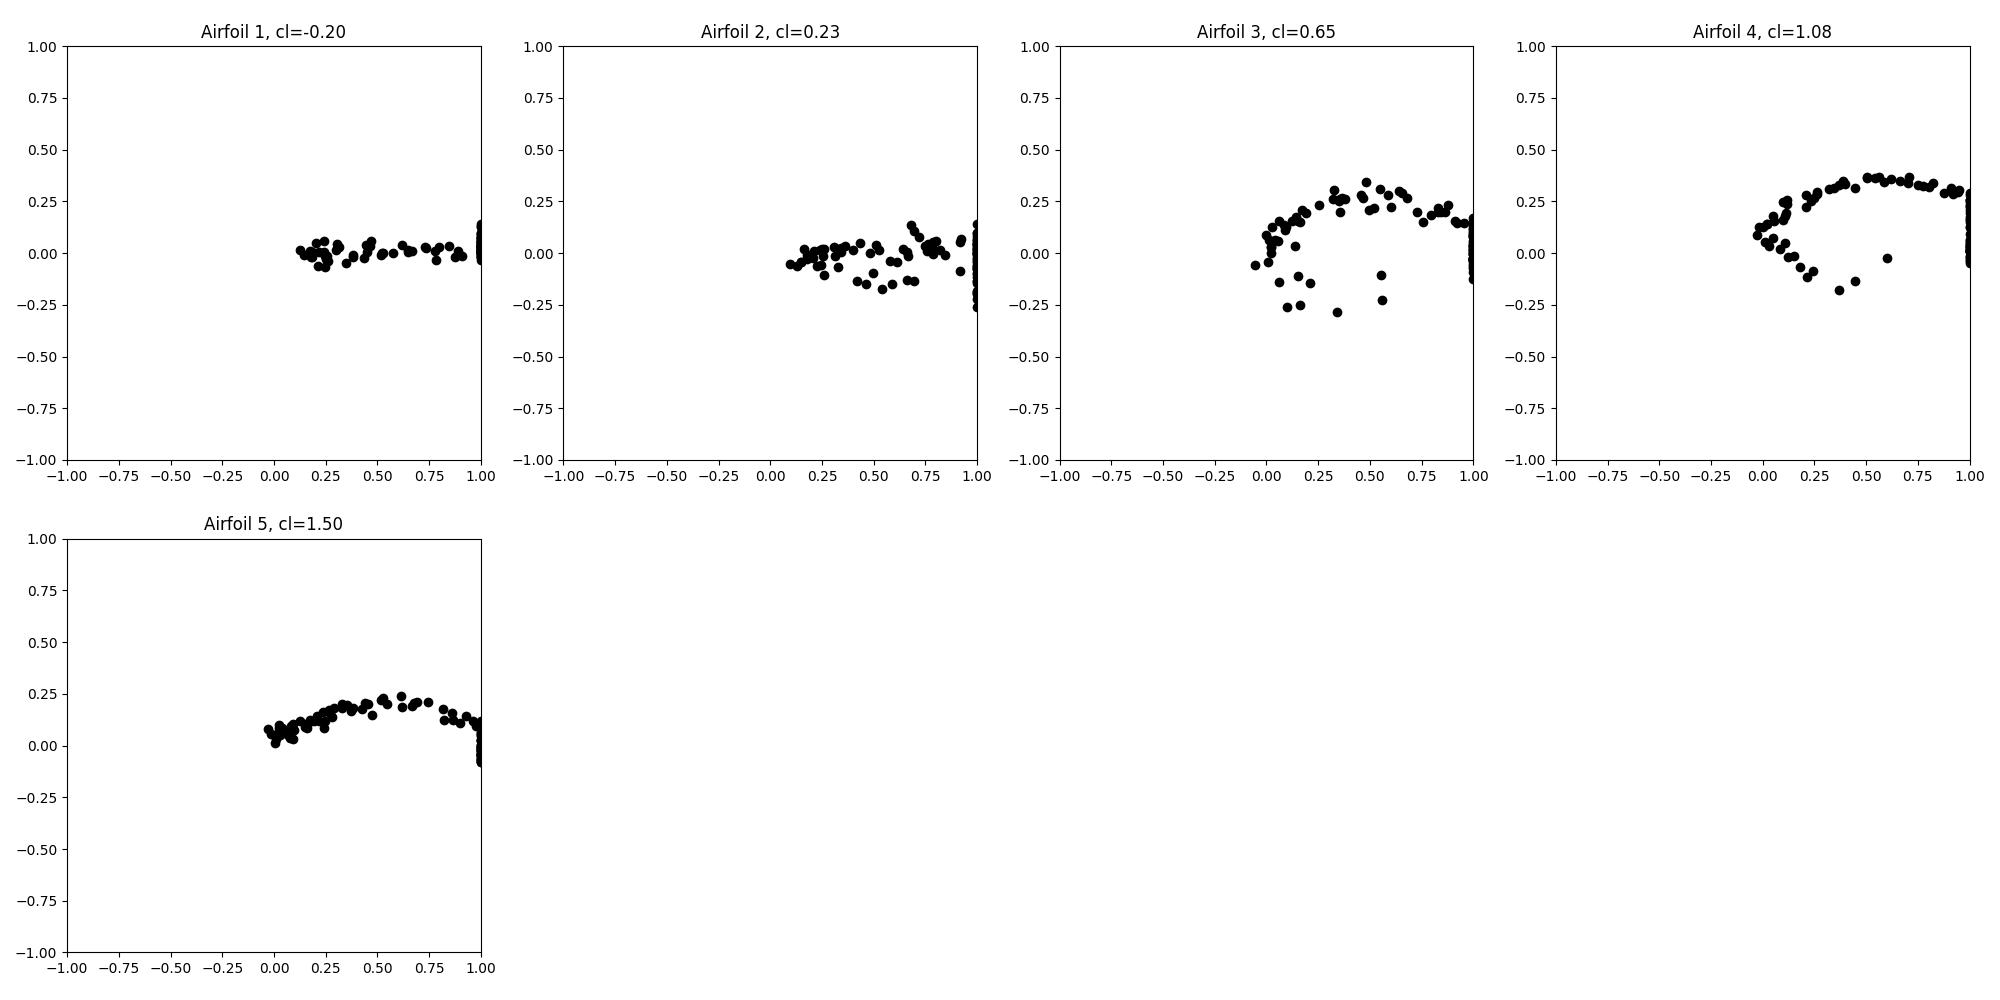 Airfoil 1, cl=-0.20
Airfoil 2, cl=0.23
Airfoil 3, cl=0.65
Airfoil 4, cl=1.08
1.00 1.00 1.00 1.00
0.75 0.75 0.75 0.75
0.50 0.50 0.50 0.50
0.25 0.25 0.25 0.25
0.00 0.00 0.00 0.00
−0.25 −0.25 −0.25 −0.25
−0.50 −0.50 −0.50 −0.50
−0.75 −0.75 −0.75 −0.75
−1.00 −1.00 −1.00 −1.00
−1.00 −0.75 −0.50 −0.25 0.00 0.25 0.50 0.75 1.00
−1.00 −0.75 −0.50 −0.25 0.00 0.25 0.50 0.75 1.00
−1.00 −0.75 −0.50 −0.25 0.00 0.25 0.50 0.75 1.00
−1.00 −0.75 −0.50 −0.25 0.00 0.25 0.50 0.75 1.00
Airfoil 5, cl=1.50
1.00
0.75
0.50
0.25
0.00
−0.25
−0.50
−0.75
−1.00
−1.00 −0.75 −0.50 −0.25 0.00 0.25 0.50 0.75 1.00